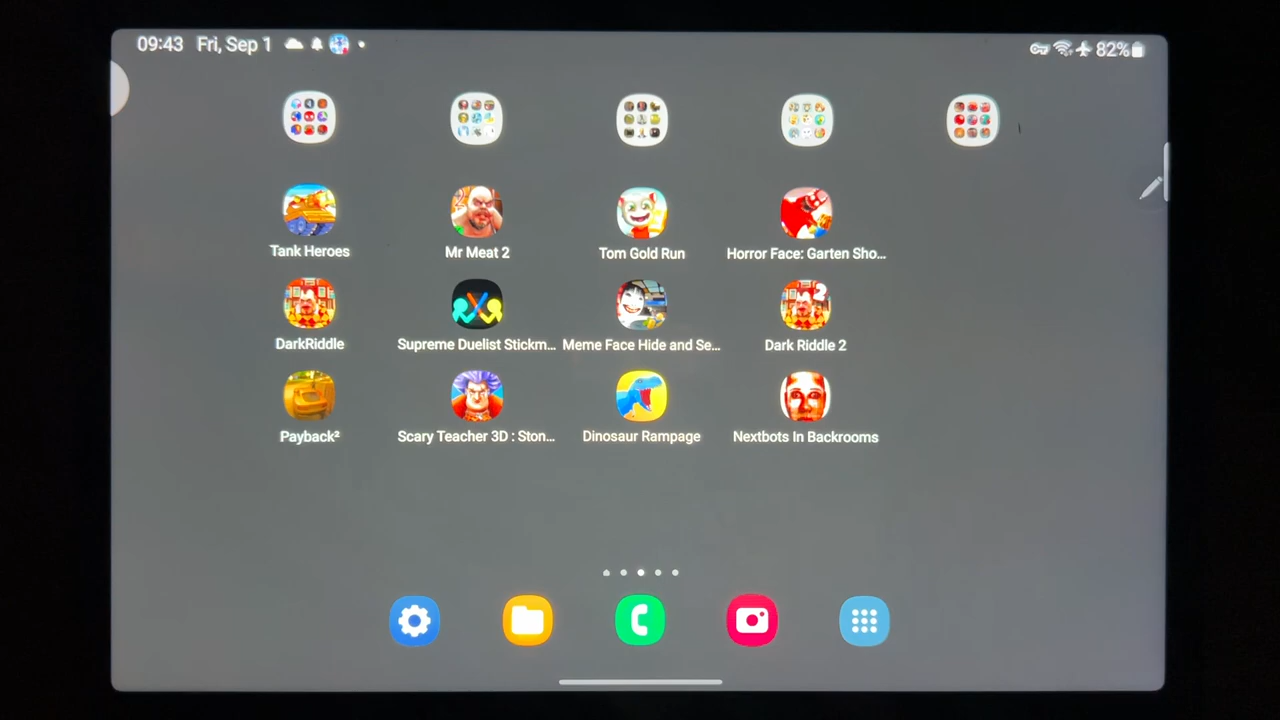 09:43 Fri, Sep 1
82%
Tank Heroes
Mr Meat 2
Tom Gold Run
Horror Face: Garten Sho...
DarkRiddle
Supreme Duelist Stickm...
Meme Face Hide and Se...
Dark Riddle 2
Payback²
Scary Teacher 3D : Ston...
Dinosaur Rampage
Nextbots In Backrooms